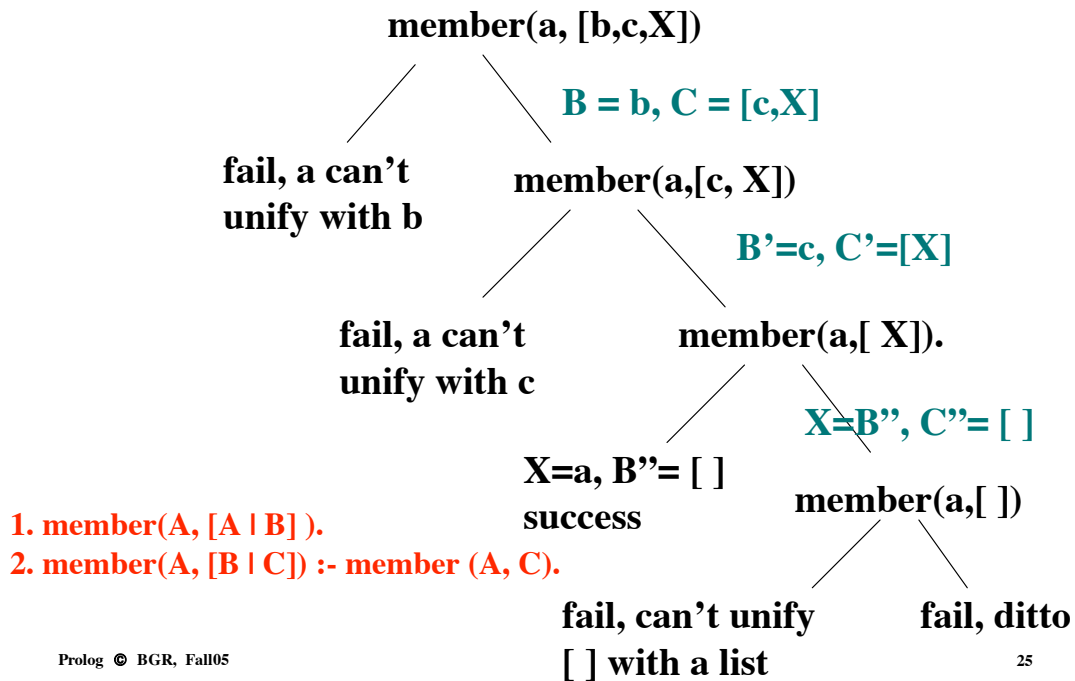 member(a, [b,c,X])
B = b, C = [c,X]
fail, a can’t
unify with b
member(a,[c, X])
B’=c, C’=[X]
fail, a can’t
unify with c
member(a,[ X]).
X=B”, C”= [ ]
X=a, B”= [ ]
success
member(a,[ ])
1. member(A, [A | B] ).
2. member(A, [B | C]) :- member (A, C).
fail, can’t unify
[ ] with a list
fail, ditto
Prolog © BGR, Fall05
25